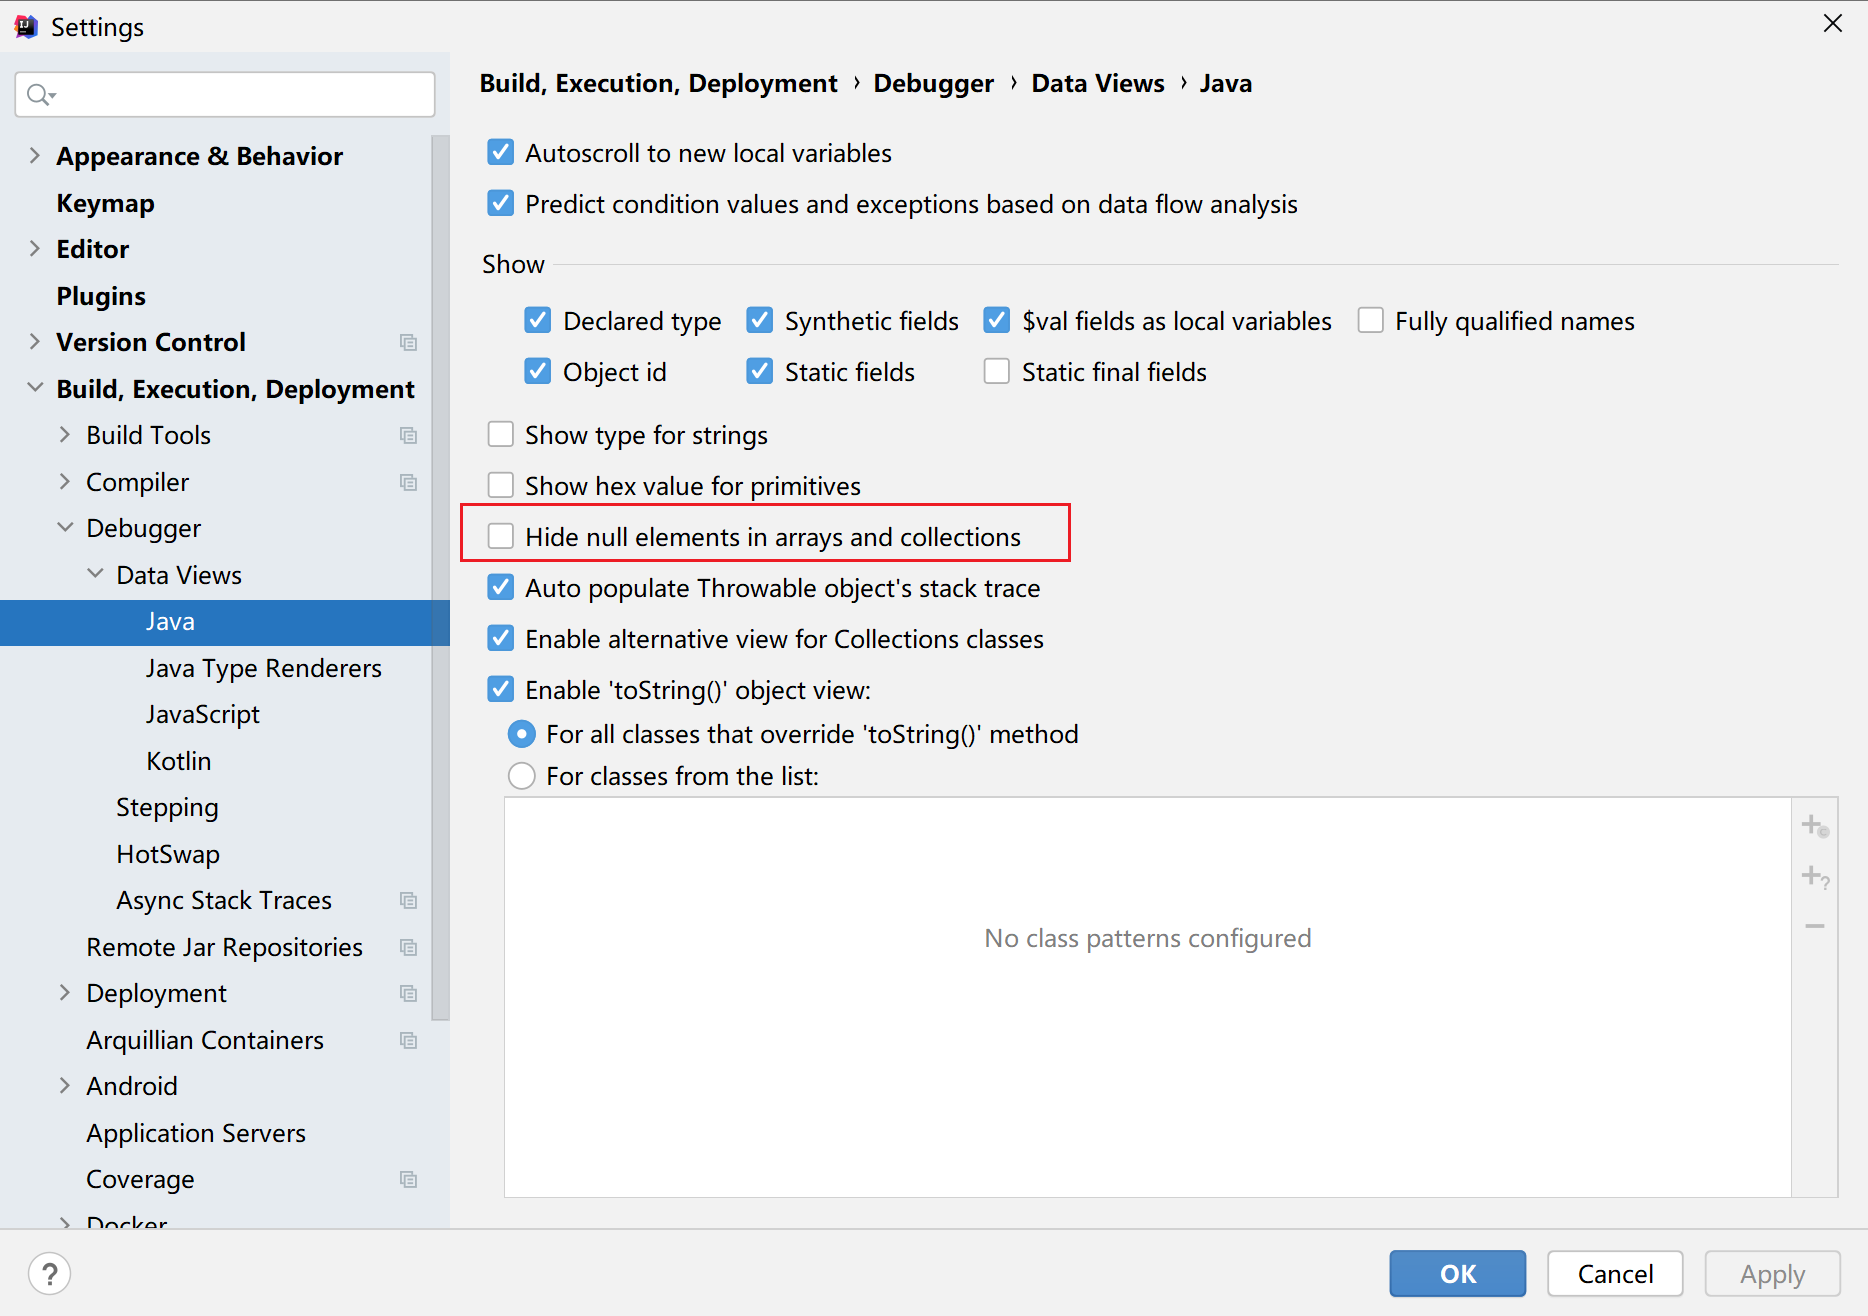 Settings
Appearance & Behavior
Keymap
Editor
Plugins
Version Control
Build, Execution, Deployment
Build Tools
Compiler
Debugger
Data Views
Java
Java Type Renderers
JavaScript
Kotlin
Stepping
HotSwap
Async Stack Traces
Remote Jar Repositories
Deployment
Arquillian Containers
Android
Application Servers
Coverage
Docker
Build, Execution, Deployment › Debugger › Data Views › Java
Autoscroll to new local variables
Predict condition values and exceptions based on data flow analysis
Show
Declared type Synthetic fields $val fields as local variables Fully qualified names
Object id Static fields Static final fields
Show type for strings
Show hex value for primitives
Hide null elements in arrays and collections
Auto populate Throwable object's stack trace
Enable alternative view for Collections classes
Enable 'toString()' object view:
For all classes that override 'toString()' method
For classes from the list:
No class patterns configured
? OK Cancel Apply